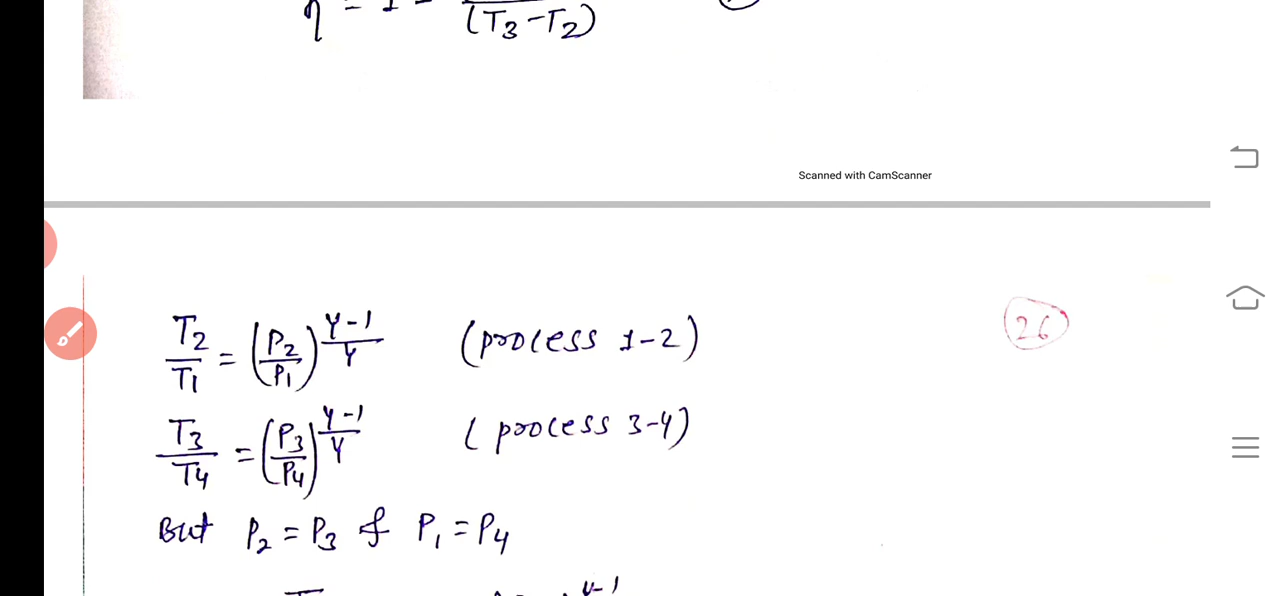 η = 1 - (T3-T2)
Scanned with CamScanner
26
T2/T1 = (P2/P1)^(γ-1)/γ (process 1-2)
T3/T4 = (P3/P4)^(γ-1)/γ (process 3-4)
But P2 = P3 & P1 = P4